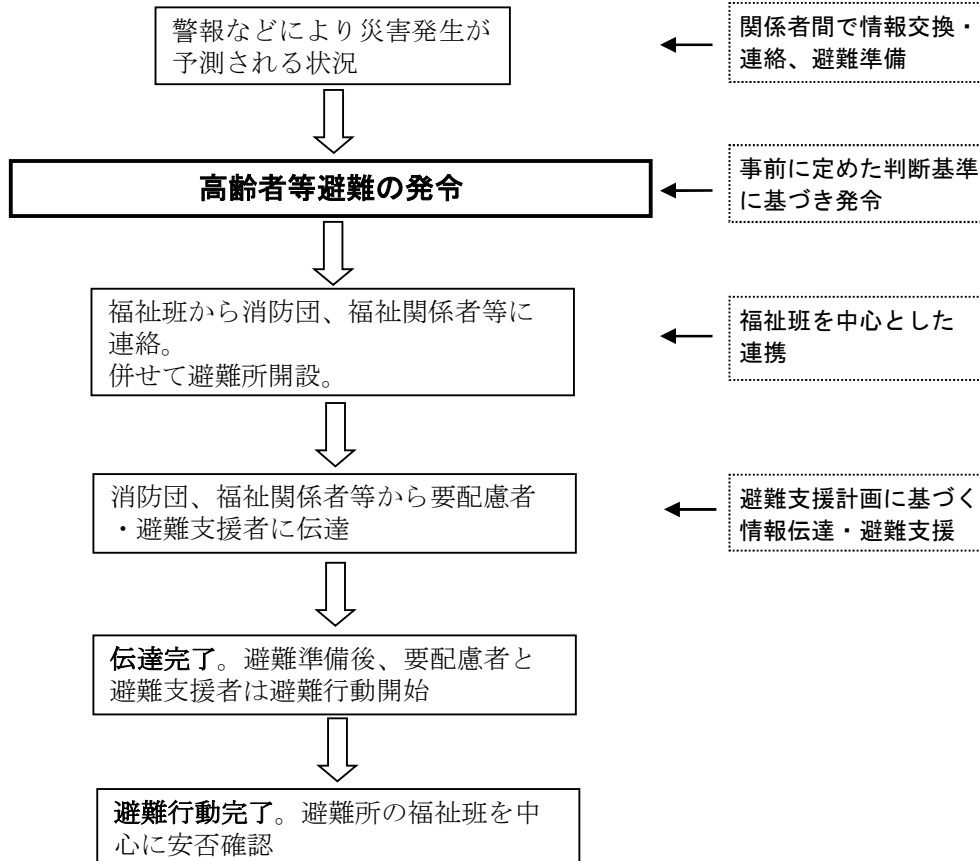 警報などにより災害発生が
予測される状況
関係者間で情報交換・
連絡、避難準備
高齢者等避難の発令
事前に定めた判断基準
に基づき発令
福祉班から消防団、福祉関係者等に
連絡。
併せて避難所開設。
福祉班を中心とした
連携
消防団、福祉関係者等から要配慮者
・避難支援者に伝達
避難支援計画に基づく
情報伝達・避難支援
伝達完了。避難準備後、要配慮者と
避難支援者は避難行動開始
避難行動完了。避難所の福祉班を中
心に安否確認